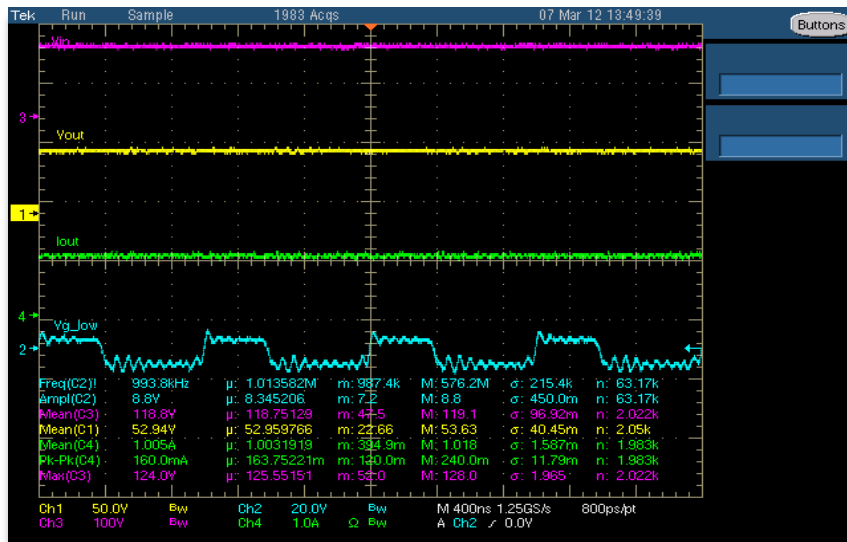 Tek Run Sample 1983 Acqs 07 Mar 12 13:49:39
Buttons
Vin
3
Vout
1
Iout
4
Vg_low
2
Freq(C2)! 993.8kHz μ: 1.013582M m: 987.4k M: 576.2M σ: 215.4k n: 63.17k
Ampl(C2) 8.8V μ: 8.345206 m: 7.2 M: 8.8 σ: 450.0m n: 63.17k
Mean(C3) 118.8V μ: 118.75129 m: 47.5 M: 119.1 σ: 96.92m n: 2.022k
Mean(C1) 52.94V μ: 52.959766 m: 22.66 M: 53.63 σ: 40.45m n: 2.05k
Mean(C4) 1.005A μ: 1.0031919 m: 394.9m M: 1.018 σ: 1.587m n: 1.983k
Pk-Pk(C4) 160.0mA μ: 163.75221m m: 120.0m M: 240.0m σ: 11.79m n: 1.983k
Max(C3) 124.0V μ: 125.55151 m: 52.0 M: 128.0 σ: 1.965 n: 2.022k
Ch1 50.0V Bw Ch2 20.0V Bw M 400ns 1.25GS/s 800ps/pt
Ch3 100V Bw Ch4 1.0A Ω Bw A Ch2 ∕ 0.0V